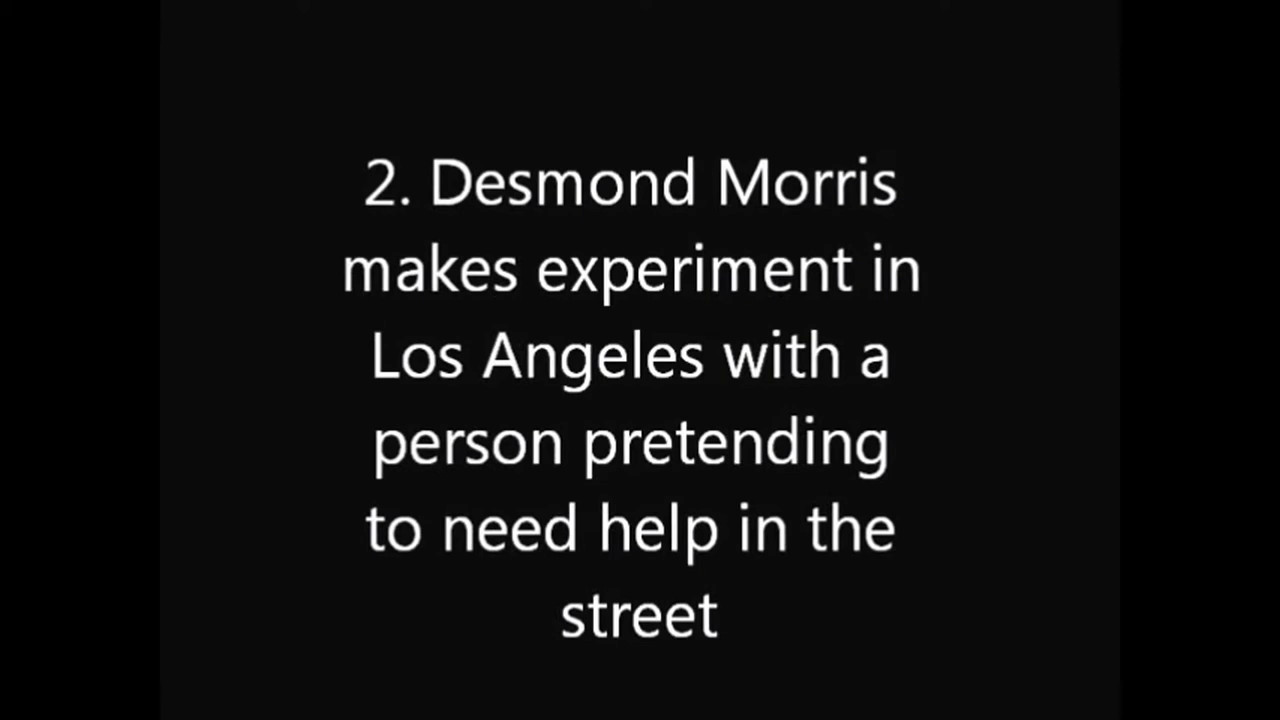 2. Desmond Morris
makes experiment in
Los Angeles with a
person pretending
to need help in the
street